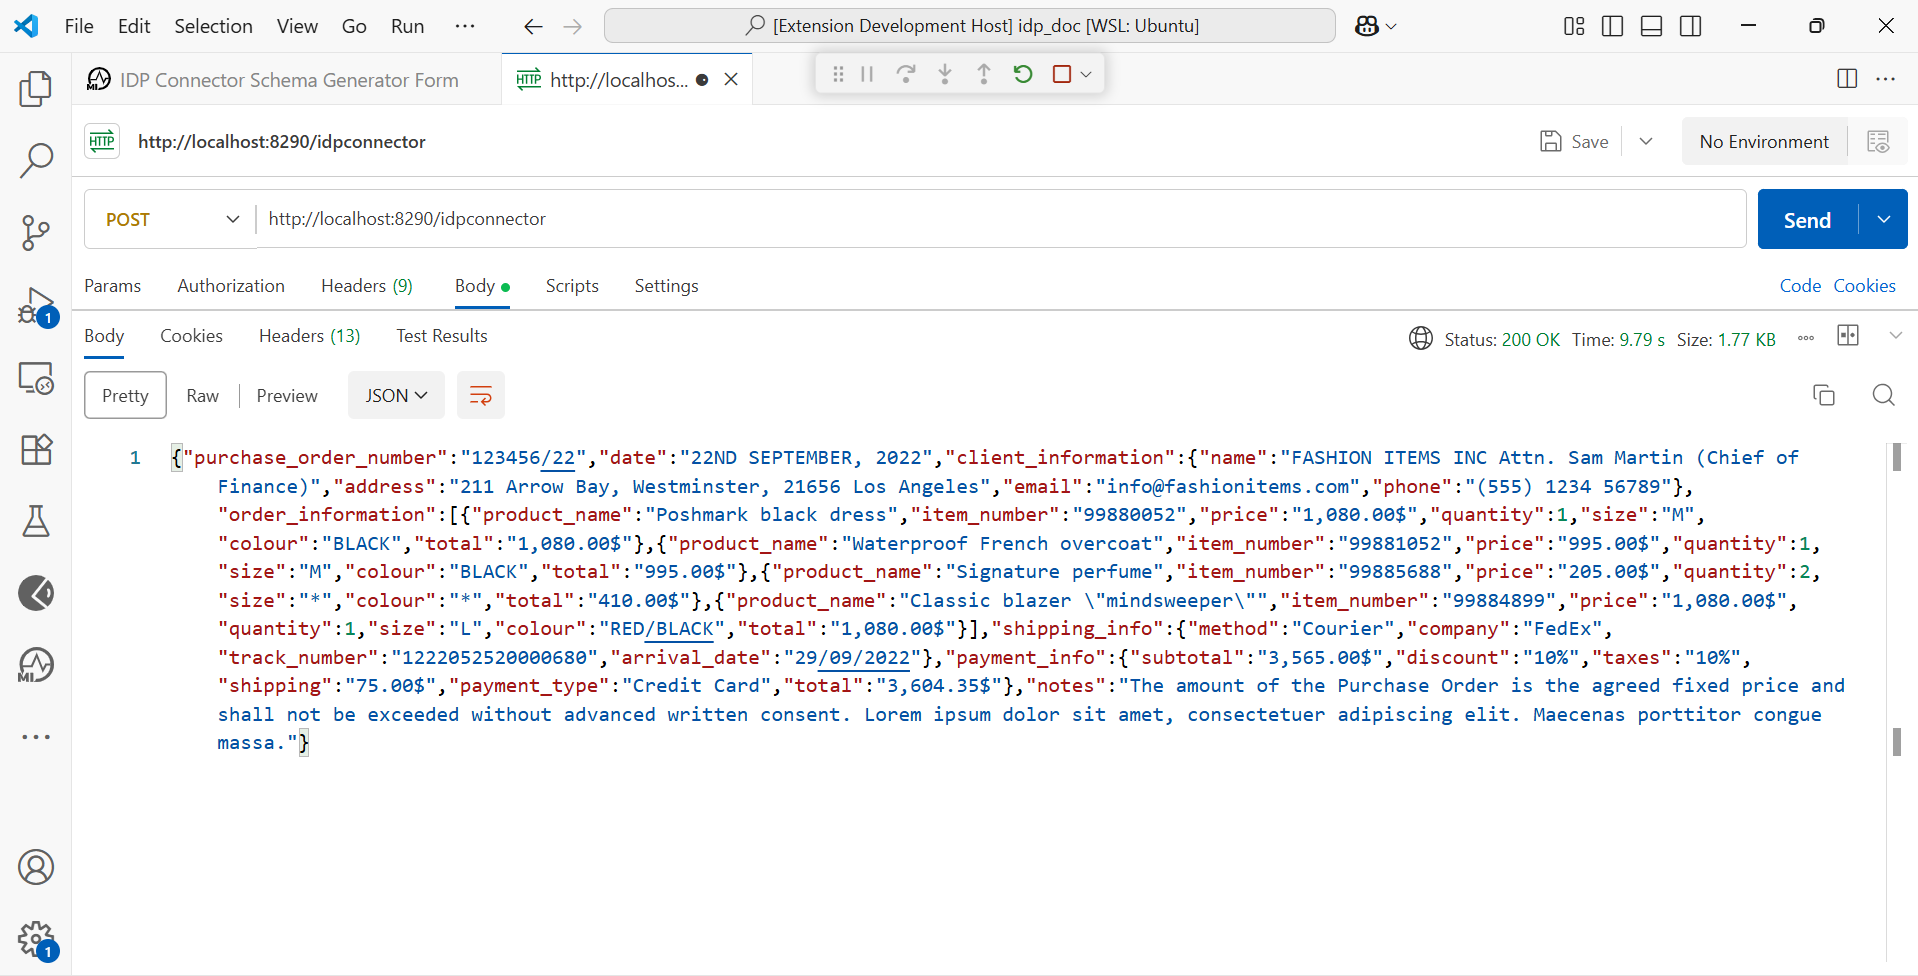 File Edit Selection View Go Run ··· [Extension Development Host] idp_doc [WSL: Ubuntu]
MI IDP Connector Schema Generator Form HTTP http://localhos...
HTTP http://localhost:8290/idpconnector Save No Environment
POST http://localhost:8290/idpconnector Send
Params Authorization Headers (9) Body Scripts Settings Code Cookies
1
Body Cookies Headers (13) Test Results Status: 200 OK Time: 9.79 s Size: 1.77 KB
Pretty Raw Preview JSON
1 {"purchase_order_number":"123456/22","date":"22ND SEPTEMBER, 2022","client_information":{"name":"FASHION ITEMS INC Attn. Sam Martin (Chief of
Finance)","address":"211 Arrow Bay, Westminster, 21656 Los Angeles","email":"info@fashionitems.com","phone":"(555) 1234 56789"},
"order_information":[{"product_name":"Poshmark black dress","item_number":"99880052","price":"1,080.00$","quantity":1,"size":"M",
"colour":"BLACK","total":"1,080.00$"},{"product_name":"Waterproof French overcoat","item_number":"99881052","price":"995.00$","quantity":1,
"size":"M","colour":"BLACK","total":"995.00$"},{"product_name":"Signature perfume","item_number":"99885688","price":"205.00$","quantity":2,
"size":"*","colour":"*","total":"410.00$"},{"product_name":"Classic blazer \"mindsweeper\"","item_number":"99884899","price":"1,080.00$",
"quantity":1,"size":"L","colour":"RED/BLACK","total":"1,080.00$"}],"shipping_info":{"method":"Courier","company":"FedEx",
"track_number":"1222052520000680","arrival_date":"29/09/2022"},"payment_info":{"subtotal":"3,565.00$","discount":"10%","taxes":"10%",
"shipping":"75.00$","payment_type":"Credit Card","total":"3,604.35$"},"notes":"The amount of the Purchase Order is the agreed fixed price and
shall not be exceeded without advanced written consent. Lorem ipsum dolor sit amet, consectetuer adipiscing elit. Maecenas porttitor congue
massa."}
MI
1